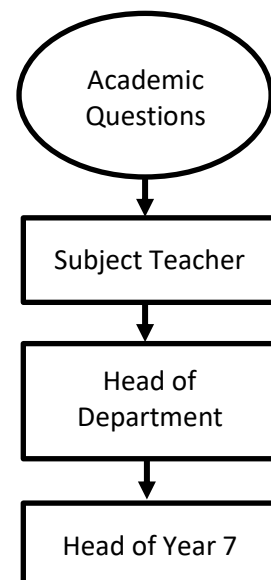 Academic
Questions
Subject Teacher
Head of
Department
Head of Year 7